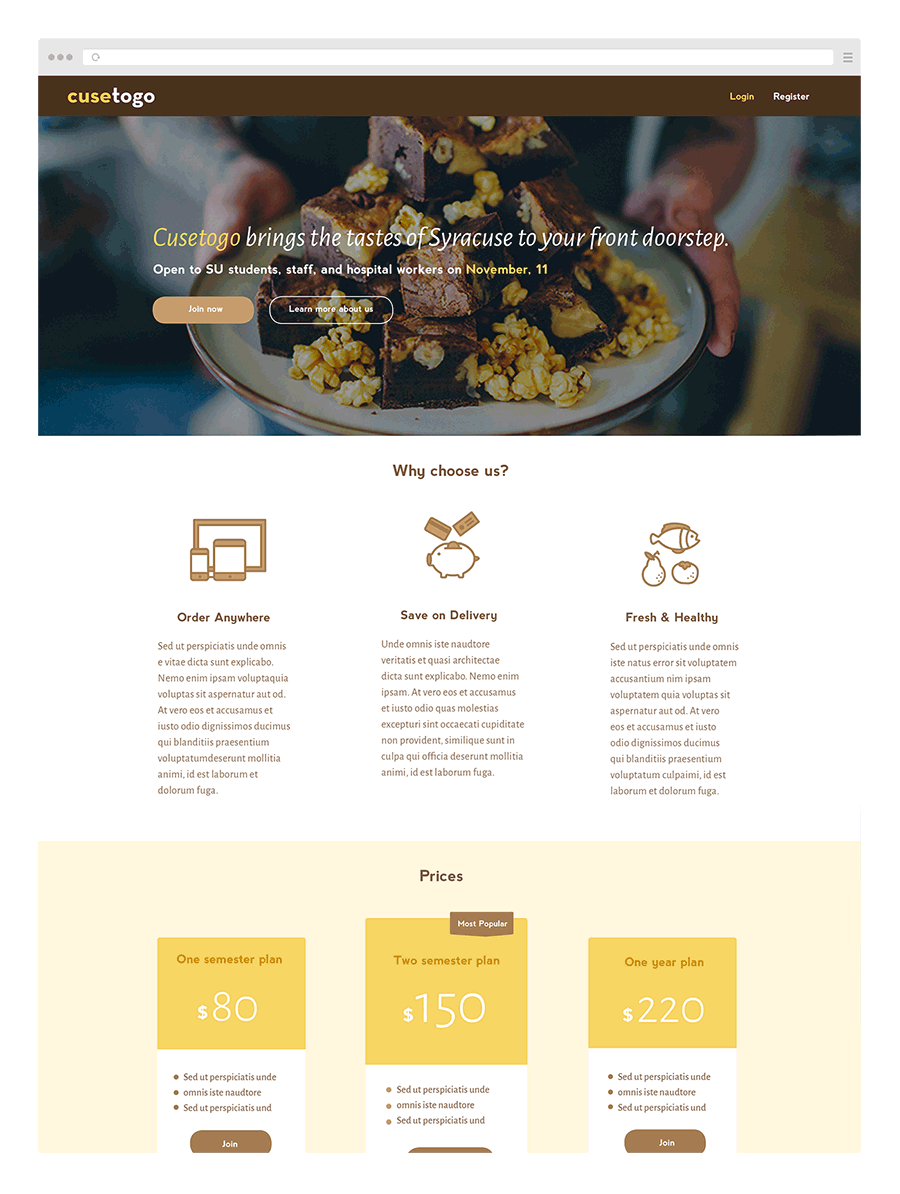 cusetogo
Login Register
Cusetogo brings the tastes of Syracuse to your front doorstep.
Open to SU students, staff, and hospital workers on November, 11
Join now
Learn more about us
Why choose us?
Order Anywhere
Sed ut perspiciatis unde omnis
e vitae dicta sunt explicabo.
Nemo enim ipsam voluptaquia
voluptas sit aspernatur aut od.
At vero eos et accusamus et
iusto odio dignissimos ducimus
qui blanditiis praesentium
voluptatumdeserunt mollitia
animi, id est laborum et
dolorum fuga.
Save on Delivery
Unde omnis iste naudtore
veritatis et quasi architectae
dicta sunt explicabo. Nemo enim
ipsam. At vero eos et accusamus
et iusto odio quas molestias
excepturi sint occaecati cupiditate
non provident, similique sunt in
culpa qui officia deserunt mollitia
animi, id est laborum fuga.
Fresh & Healthy
Sed ut perspiciatis unde omnis
iste natus error sit voluptatem
accusantium nim ipsam
voluptatem quia voluptas sit
aspernatur aut od. At vero
eos et accusamus et iusto
odio dignissimos ducimus
qui blanditiis praesentium
voluptatum culpaimi, id est
laborum et dolorum fuga.
Prices
One semester plan
$80
Sed ut perspiciatis unde
omnis iste naudtore
Sed ut perspiciatis und
Join
Most Popular
Two semester plan
$150
Sed ut perspiciatis unde
omnis iste naudtore
Sed ut perspiciatis und
One year plan
$220
Sed ut perspiciatis unde
omnis iste naudtore
Sed ut perspiciatis und
Join